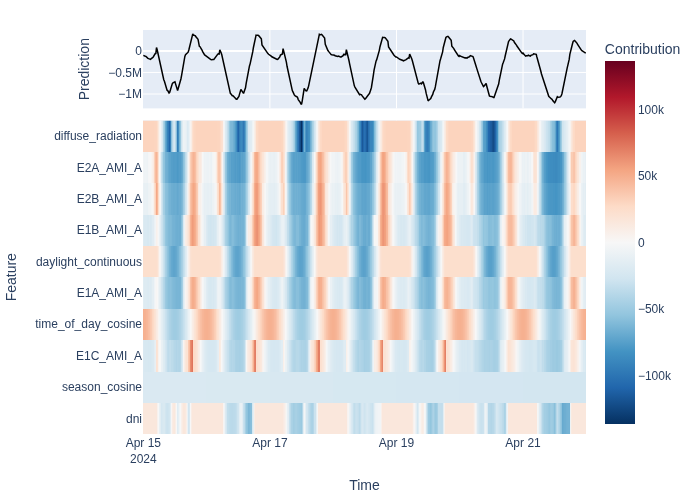 Prediction
0
−0.5M
−1M
Contribution
100k
50k
0
−50k
−100k
Feature
diffuse_radiation
E2A_AMI_A
E2B_AMI_A
E1B_AMI_A
daylight_continuous
E1A_AMI_A
time_of_day_cosine
E1C_AMI_A
season_cosine
dni
Apr 15
2024
Apr 17
Apr 19
Apr 21
Time